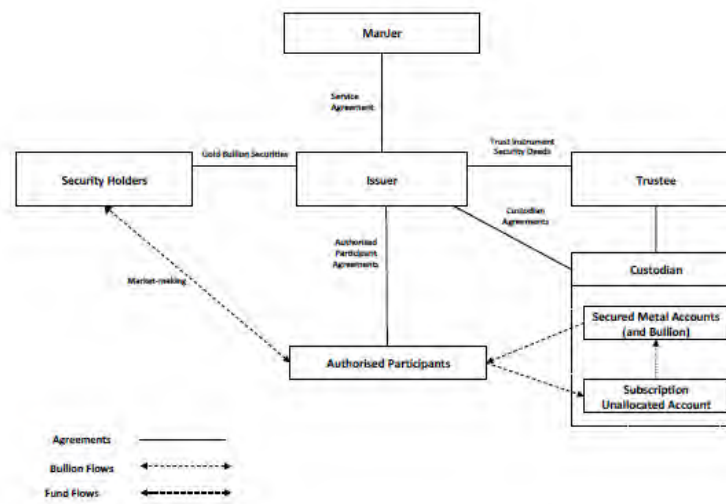 ManJer
Service
Agreement
Gold Bullion Securities
Trust Instrument
Security Deeds
Security Holders
Issuer
Trustee
Custodian
Agreements
Authorised
Participant
Agreements
Custodian
Market-making
Secured Metal Accounts
(and Bullion)
Authorised Participants
Subscription
Unallocated Account
Agreements
Bullion Flows
Fund Flows